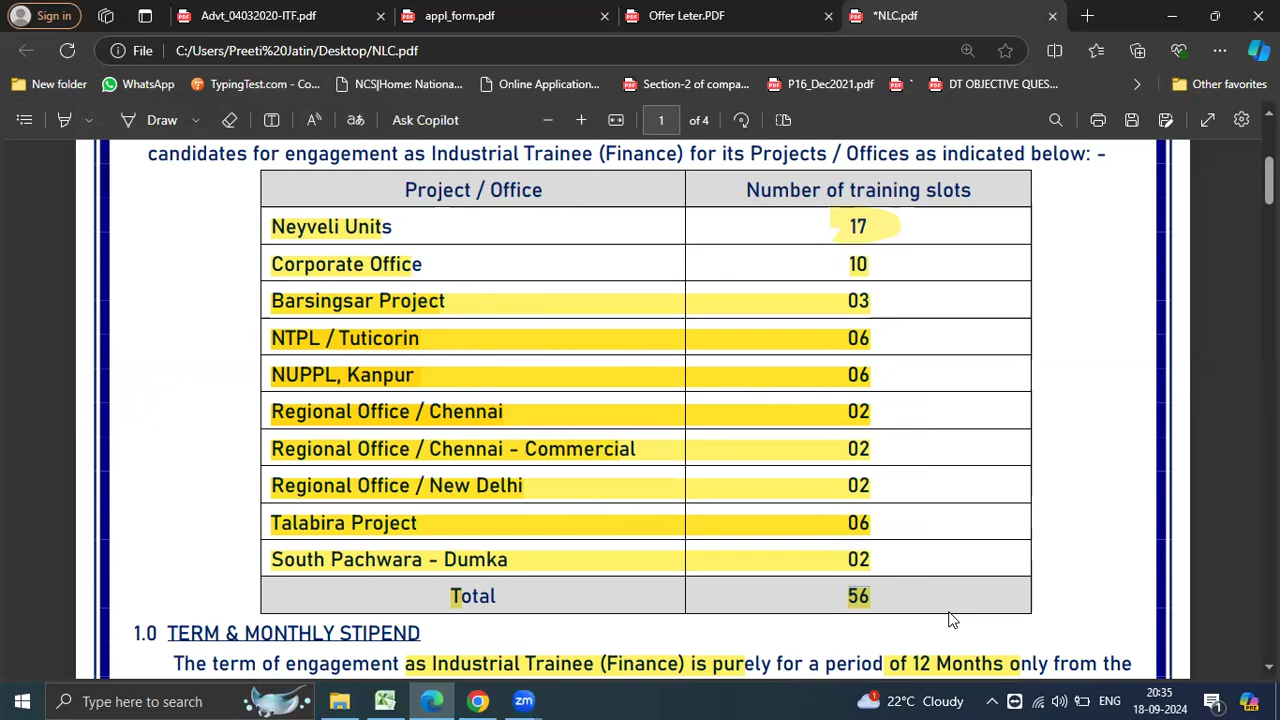 Sign in
Advt_04032020-ITF.pdf
appl_form.pdf
Offer Leter.PDF
*NLC.pdf
File
C:/Users/Preeti\Jatin/Desktop/NLC.pdf
New folder
WhatsApp
TypingTest.com - Co...
NCS|Home: Nationa...
Online Application...
Section-2 of compa...
P16_Dec2021.pdf
DT OBJECTIVE QUES...
Other favorites
Draw
Ask Copilot
1 of 4
candidates for engagement as Industrial Trainee (Finance) for its Projects / Offices as indicated below: -
Project / Office Number of training slots
Neyveli Units 17
Corporate Office 10
Barsingsar Project 03
NTPL / Tuticorin 06
NUPPL, Kanpur 06
Regional Office / Chennai 02
Regional Office / Chennai - Commercial 02
Regional Office / New Delhi 02
Talabira Project 06
South Pachwara - Dumka 02
Total 56
1.0 TERM & MONTHLY STIPEND
The term of engagement as Industrial Trainee (Finance) is purely for a period of 12 Months only from the
Type here to search
22°C Cloudy
ENG
20:35
18-09-2024